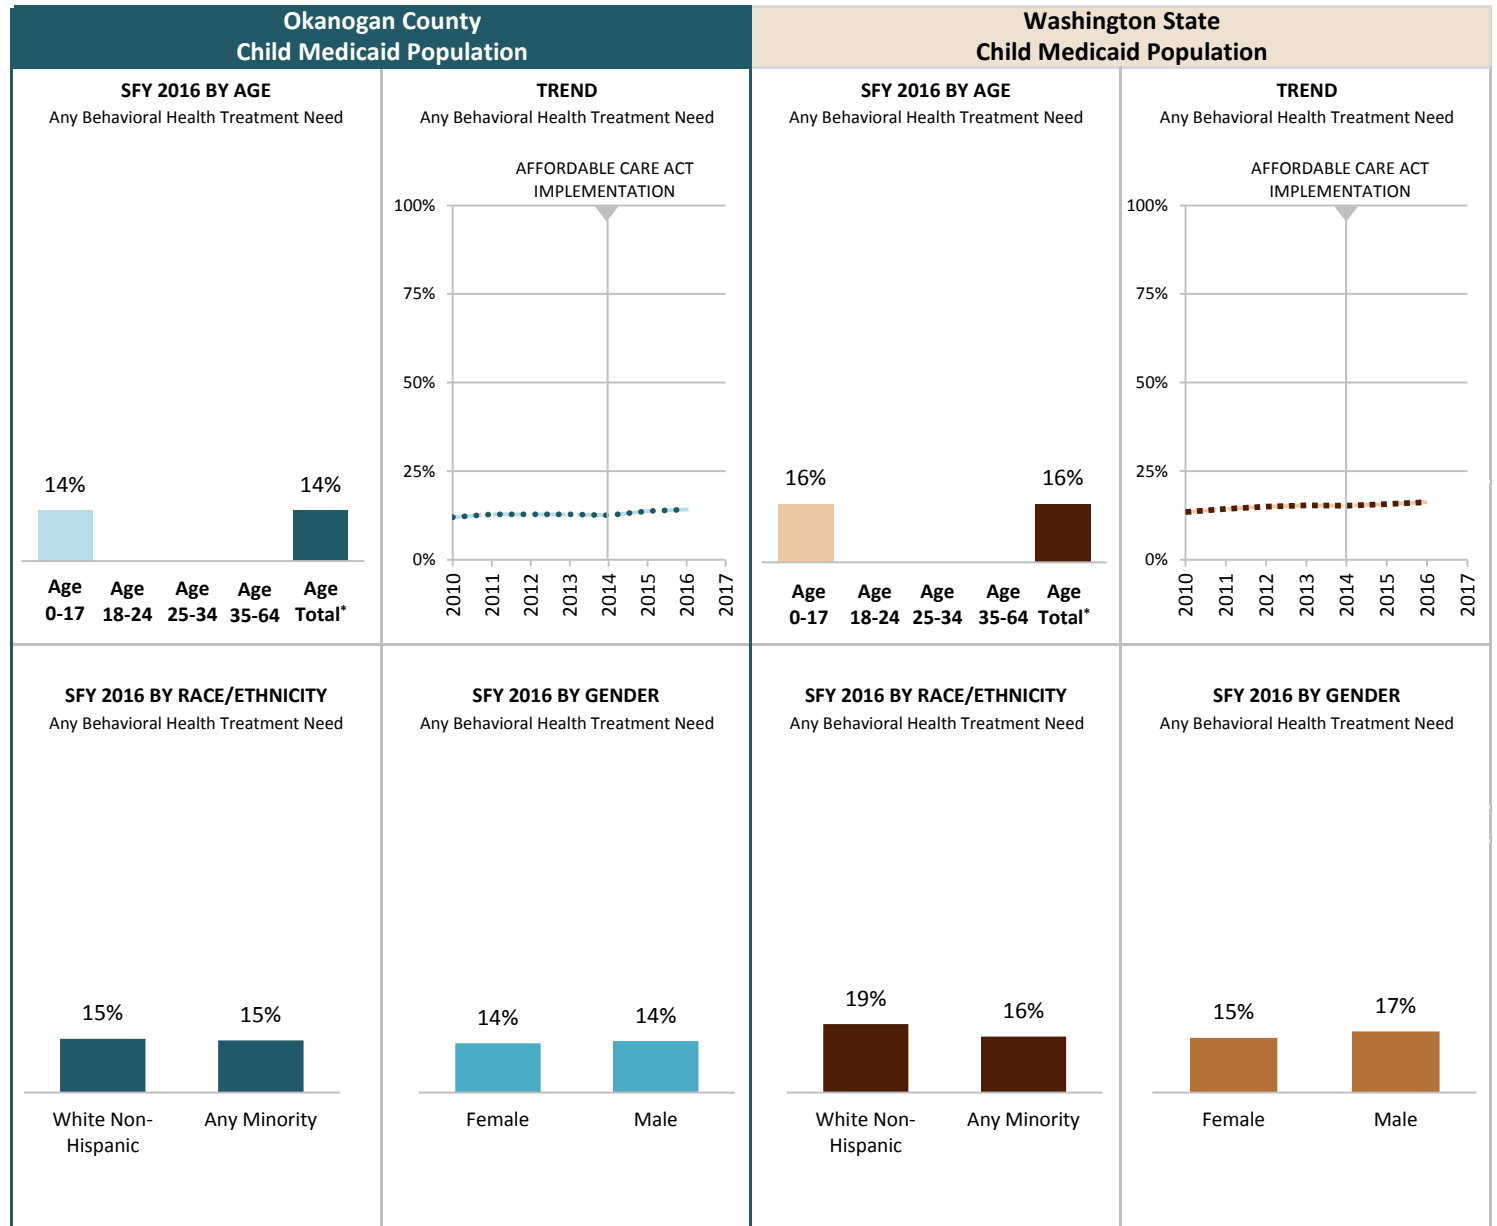 Okanogan County
Child Medicaid Population
Washington State
Child Medicaid Population
SFY 2016 BY AGE
Any Behavioral Health Treatment Need
14%
14%
Age
0-17
Age
18-24
Age
25-34
Age
35-64
Age
Total*
TREND
Any Behavioral Health Treatment Need
AFFORDABLE CARE ACT
IMPLEMENTATION
100%
75%
50%
25%
0%
2010
2011
2012
2013
2014
2015
2016
2017
SFY 2016 BY AGE
Any Behavioral Health Treatment Need
16%
16%
Age
0-17
Age
18-24
Age
25-34
Age
35-64
Age
Total*
TREND
Any Behavioral Health Treatment Need
AFFORDABLE CARE ACT
IMPLEMENTATION
100%
75%
50%
25%
0%
2010
2011
2012
2013
2014
2015
2016
2017
SFY 2016 BY RACE/ETHNICITY
Any Behavioral Health Treatment Need
15%
15%
White Non-
Hispanic
Any Minority
SFY 2016 BY GENDER
Any Behavioral Health Treatment Need
14%
14%
Female
Male
SFY 2016 BY RACE/ETHNICITY
Any Behavioral Health Treatment Need
19%
16%
White Non-
Hispanic
Any Minority
SFY 2016 BY GENDER
Any Behavioral Health Treatment Need
15%
17%
Female
Male